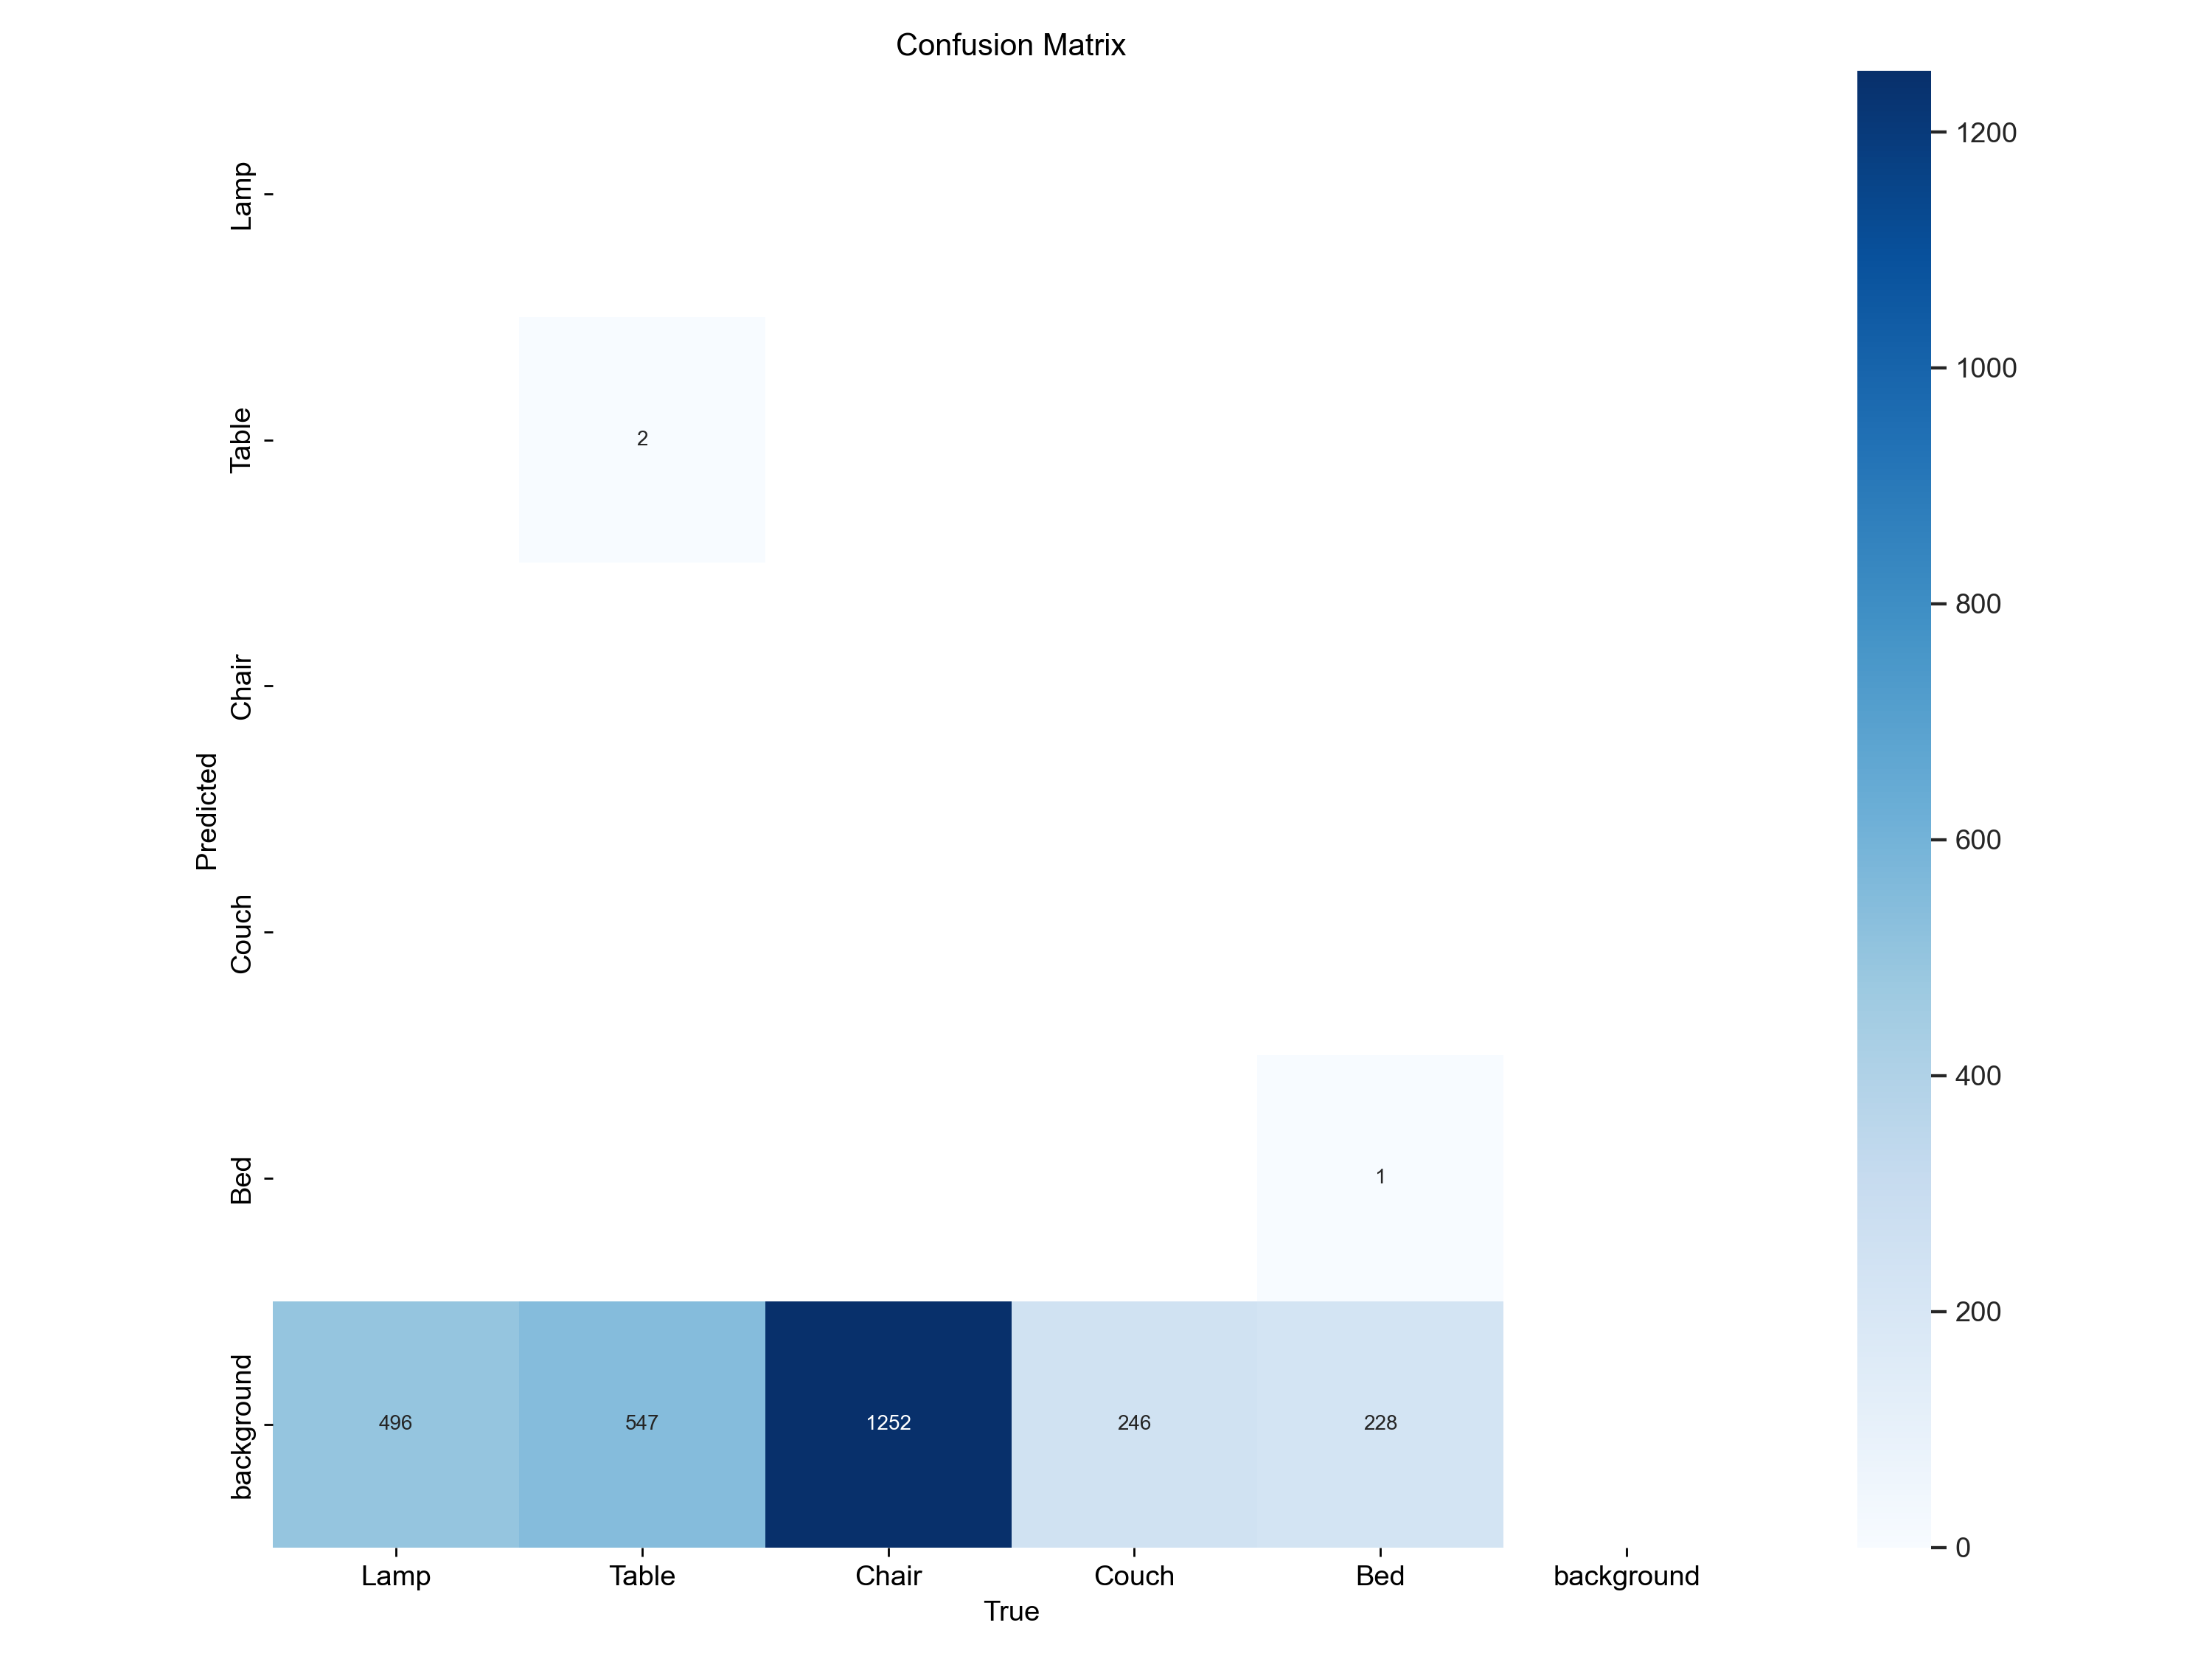 Confusion Matrix
Lamp
Table
Chair
Couch
Bed
background
Predicted
2
1
496 547 1252 246 228
Lamp Table Chair Couch Bed background
True
1200
1000
800
600
400
200
0